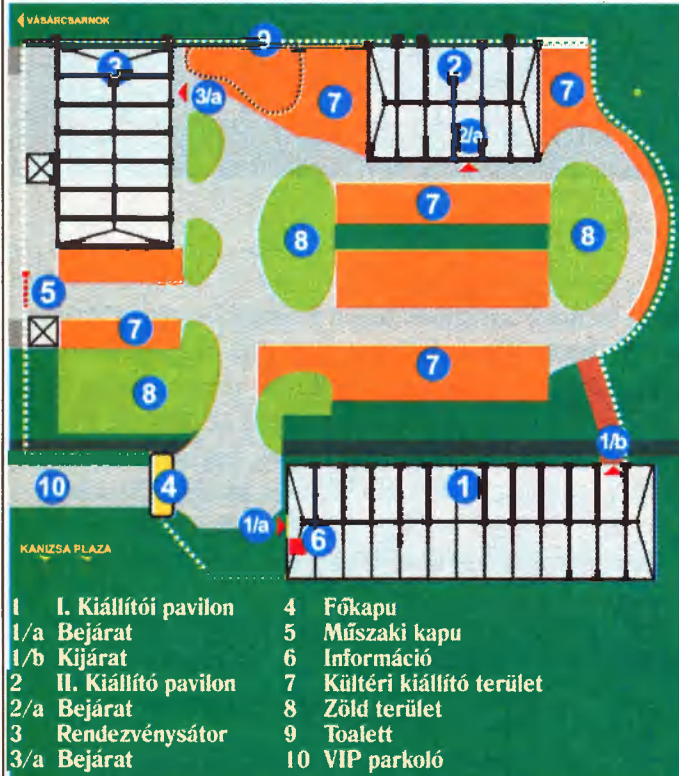 VÁSÁRCSARNOK
9
3
2
7
3/a
7
2/a
7
8
8
5
7
7
8
1/b
10
4
1
1/a
6
KANIZSA PLAZA
1 I. Kiállítói pavilon
1/a Bejárat
1/b Kijárat
2 II. Kiállító pavilon
2/a Bejárat
3 Rendezvénysátor
3/a Bejárat
4 Főkapu
5 Műszaki kapu
6 Információ
7 Kültéri kiállító terület
8 Zöld terület
9 Toalett
10 VIP parkoló